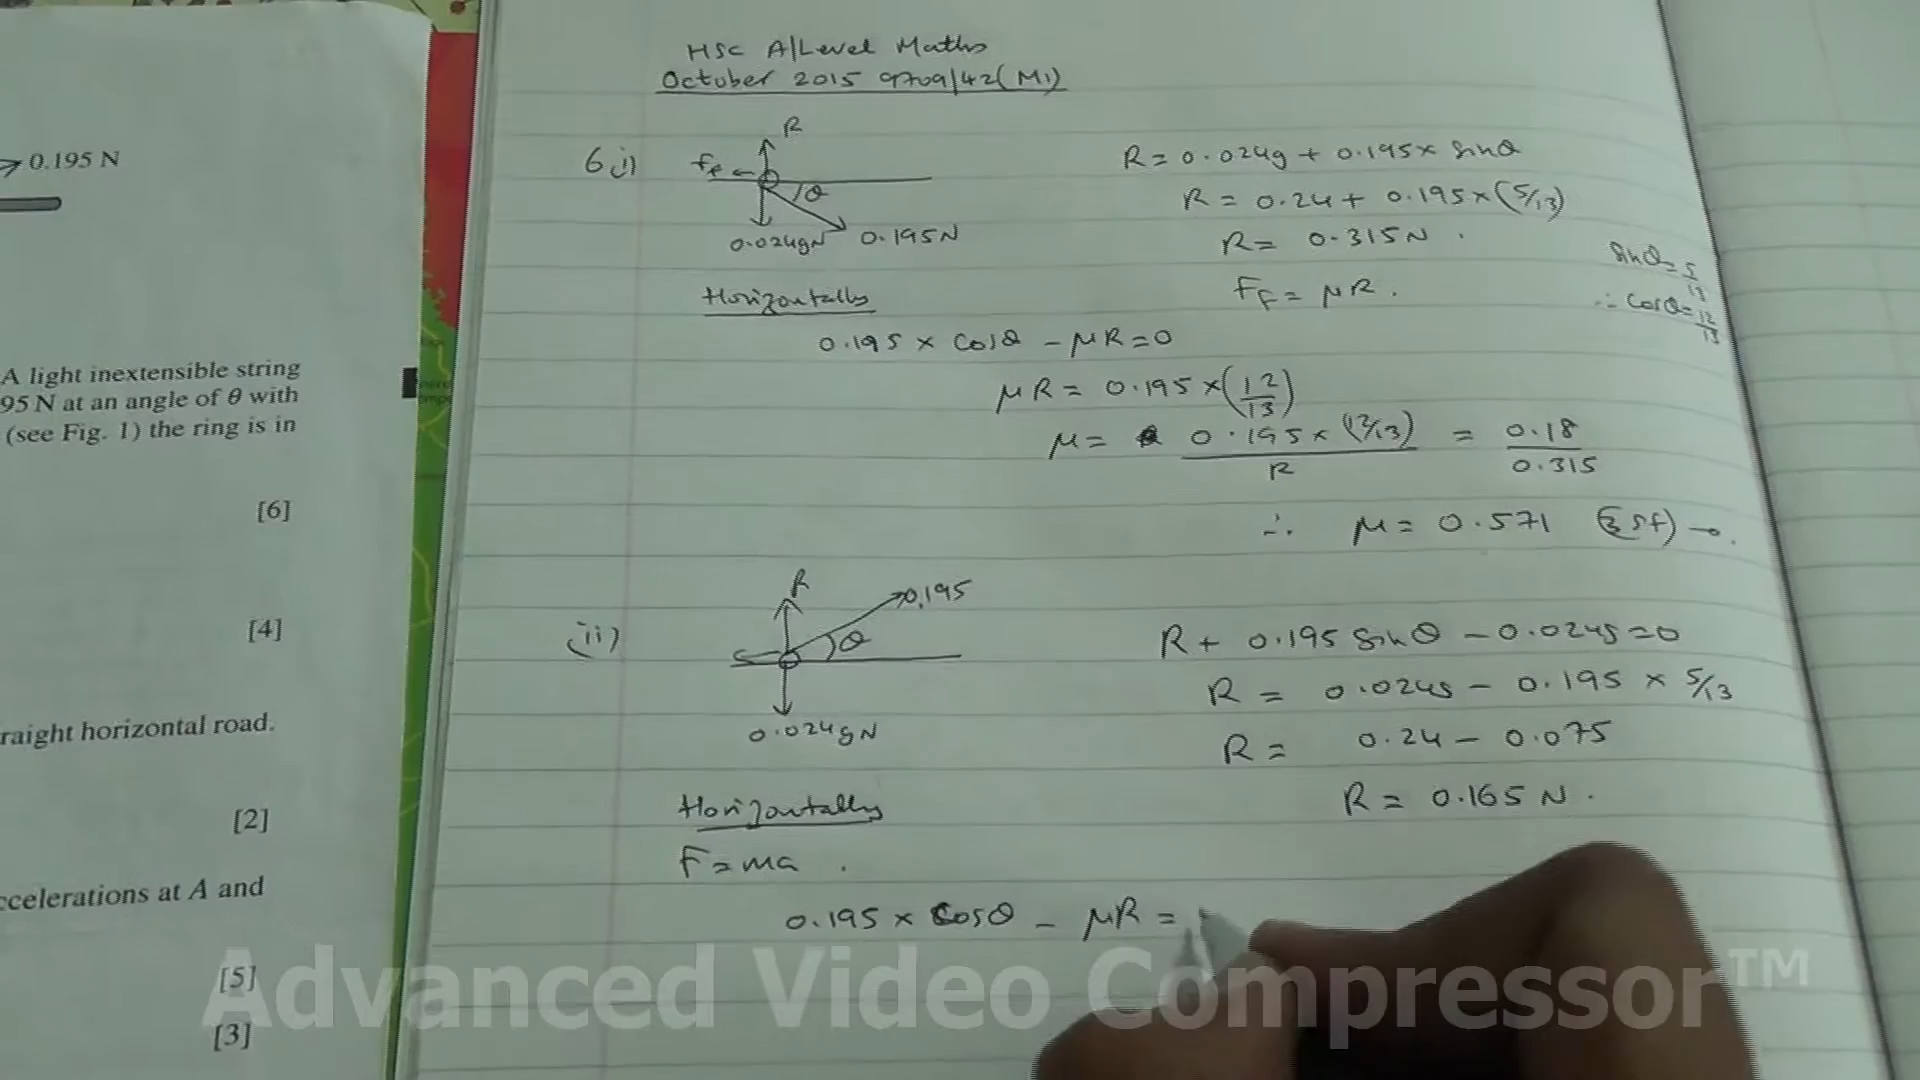 0.195 N
A light inextensible string
95 N at an angle of θ with
(see Fig. 1) the ring is in
[6]
[4]
raight horizontal road.
[2]
ccelerations at A and
[5]
[3]
HSC A/Level Maths
October 2015 9709/42(M1)
6i)
R
FF
θ
0.024gN
0.195N
R = 0.024g + 0.195 × sinθ
R = 0.24 + 0.195 × (5/13)
R = 0.315N .
FF = μR .
sinθ = 5/13
∴ cosθ = 12/13
Horizontally
0.195 × cosθ - μR = 0
μR = 0.195 × (12/13)
μ = 0.195 × (12/13) / R = 0.18 / 0.315
∴ μ = 0.571 (3 sf)
(ii)
R
0.195
θ
0.024gN
R + 0.195 sinθ - 0.024g = 0
R = 0.024g - 0.195 × 5/13
R = 0.24 - 0.075
R = 0.165 N .
Horizontally
F = ma .
0.195 × cosθ - μR =
Advanced Video Compressor™